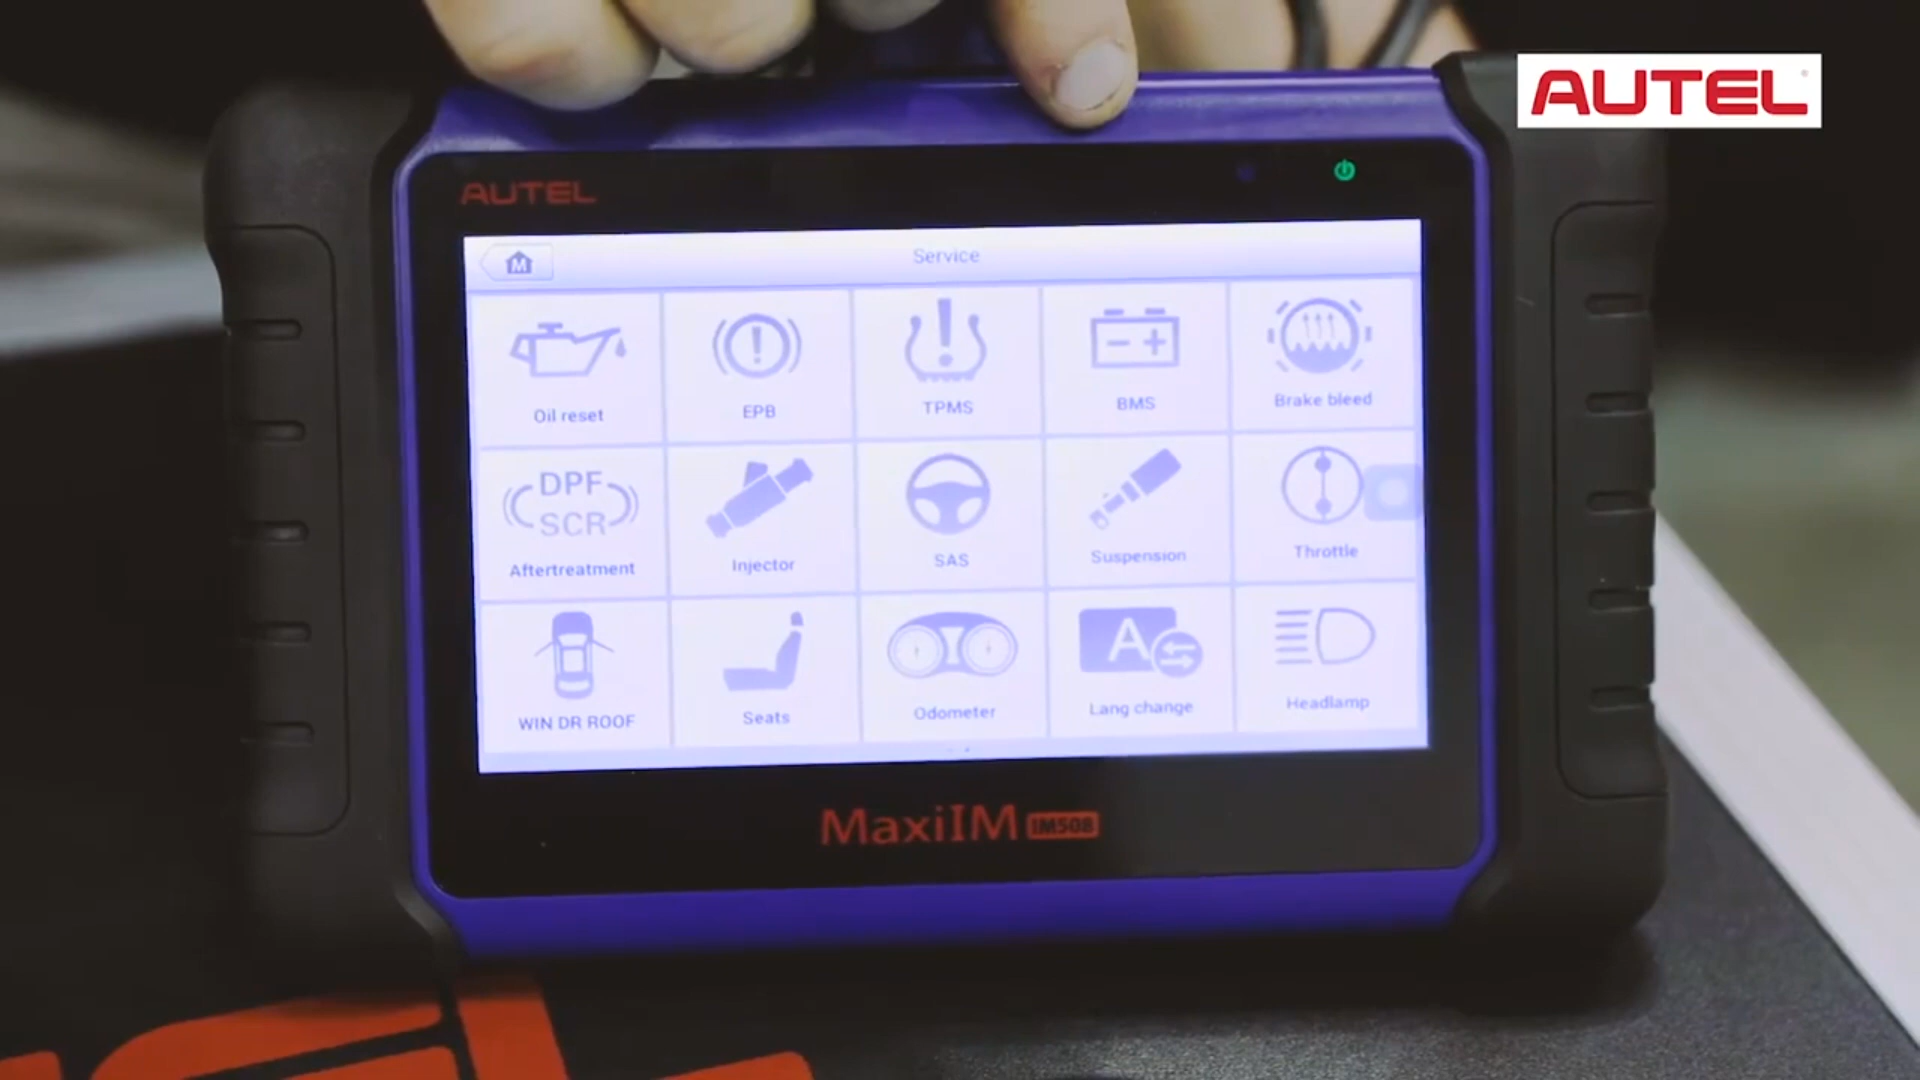 AUTEL
AUTEL
M
Service
Oil reset
EPB
TPMS
BMS
Brake bleed
DPF
SCR
Aftertreatment
Injector
SAS
Suspension
Throttle
WIN DR ROOF
Seats
Odometer
A
Lang change
Headlamp
MaxiIM IM508